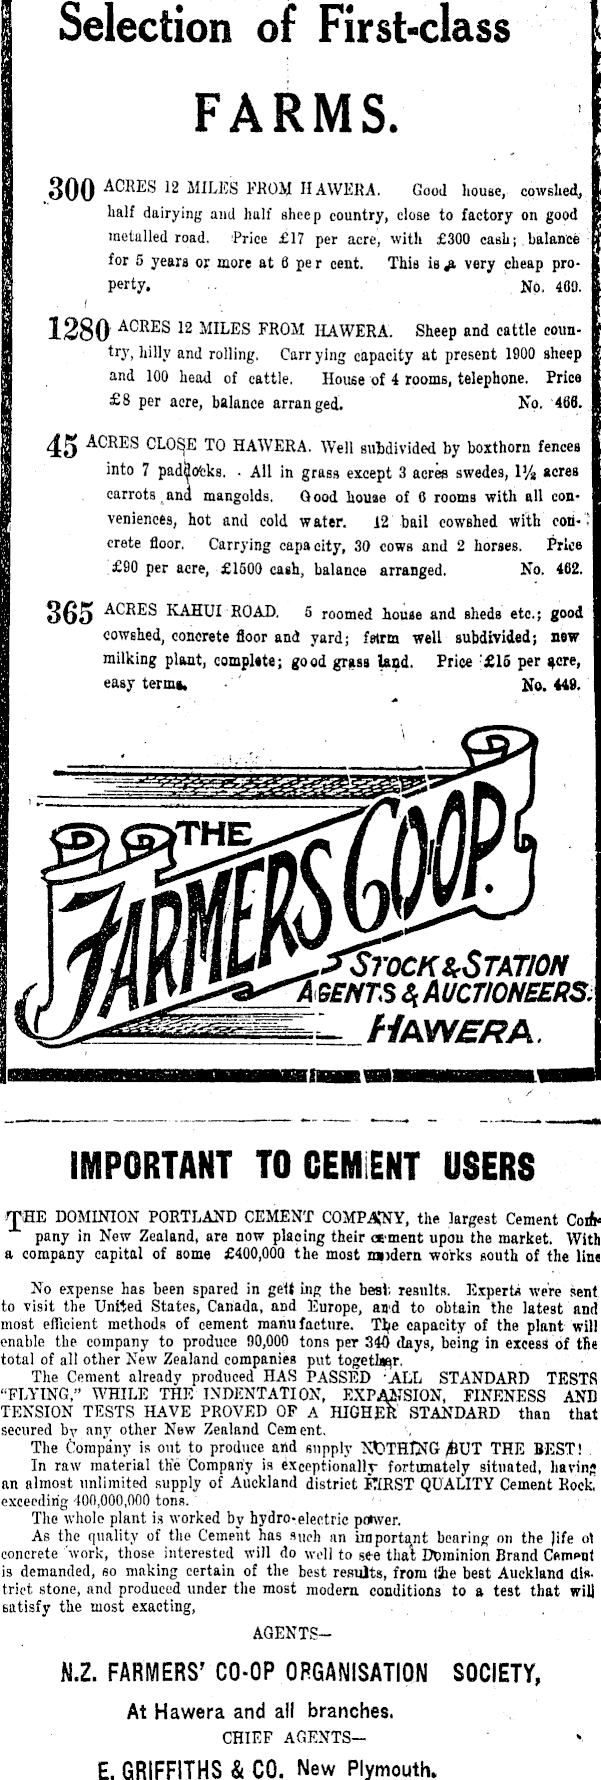 Selection of First-class
FARMS.
300 ACRES 12 MILES FROM HAWERA. Good house, cowshed,
half dairying and half sheep country, close to factory on good
metalled road. Price £17 per acre, with £300 cash; balance
for 5 years or more at 6 per cent. This is a very cheap pro-
perty. No. 469.
1280 ACRES 12 MILES FROM HAWERA. Sheep and cattle coun-
try, hilly and rolling. Carrying capacity at present 1900 sheep
and 100 head of cattle. House of 4 rooms, telephone. Price
£8 per acre, balance arranged. No. 466.
45 ACRES CLOSE TO HAWERA. Well subdivided by boxthorn fences
into 7 paddocks. All in grass except 3 acres swedes, 1½ acres
carrots and mangolds. Good house of 6 rooms with all con-
veniences, hot and cold water. 12 bail cowshed with con-
crete floor. Carrying capacity, 30 cows and 2 horses. Price
£90 per acre, £1500 cash, balance arranged. No. 462.
365 ACRES KAHUI ROAD. 5 roomed house and sheds etc.; good
cowshed, concrete floor and yard; farm well subdivided; new
milking plant, complete; good grass land. Price £15 per acre,
easy terms. No. 449.
THE
FARMERS CO-OP.
STOCK & STATION
AGENTS & AUCTIONEERS.
HAWERA.
IMPORTANT TO CEMENT USERS
THE DOMINION PORTLAND CEMENT COMPANY, the largest Cement Com-
pany in New Zealand, are now placing their cement upon the market. With
a company capital of some £400,000 the most modern works south of the line
No expense has been spared in getting the best results. Experts were sent
to visit the United States, Canada, and Europe, and to obtain the latest and
most efficient methods of cement manufacture. The capacity of the plant will
enable the company to produce 90,000 tons per 340 days, being in excess of the
total of all other New Zealand companies put together.
The Cement already produced HAS PASSED ALL STANDARD TESTS
"FLYING," WHILE THE INDENTATION, EXPANSION, FINENESS AND
TENSION TESTS HAVE PROVED OF A HIGHER STANDARD than that
secured by any other New Zealand Cement.
The Company is out to produce and supply NOTHING BUT THE BEST!
In raw material the Company is exceptionally fortunately situated, having
an almost unlimited supply of Auckland district FIRST QUALITY Cement Rock,
exceeding 400,000,000 tons.
The whole plant is worked by hydro-electric power.
As the quality of the Cement has such an important bearing on the life of
concrete work, those interested will do well to see that Dominion Brand Cement
is demanded, so making certain of the best results, from the best Auckland dis-
trict stone, and produced under the most modern conditions to a test that will
satisfy the most exacting,
AGENTS—
N.Z. FARMERS' CO-OP ORGANISATION SOCIETY,
At Hawera and all branches.
CHIEF AGENTS—
E. GRIFFITHS & CO. New Plymouth.